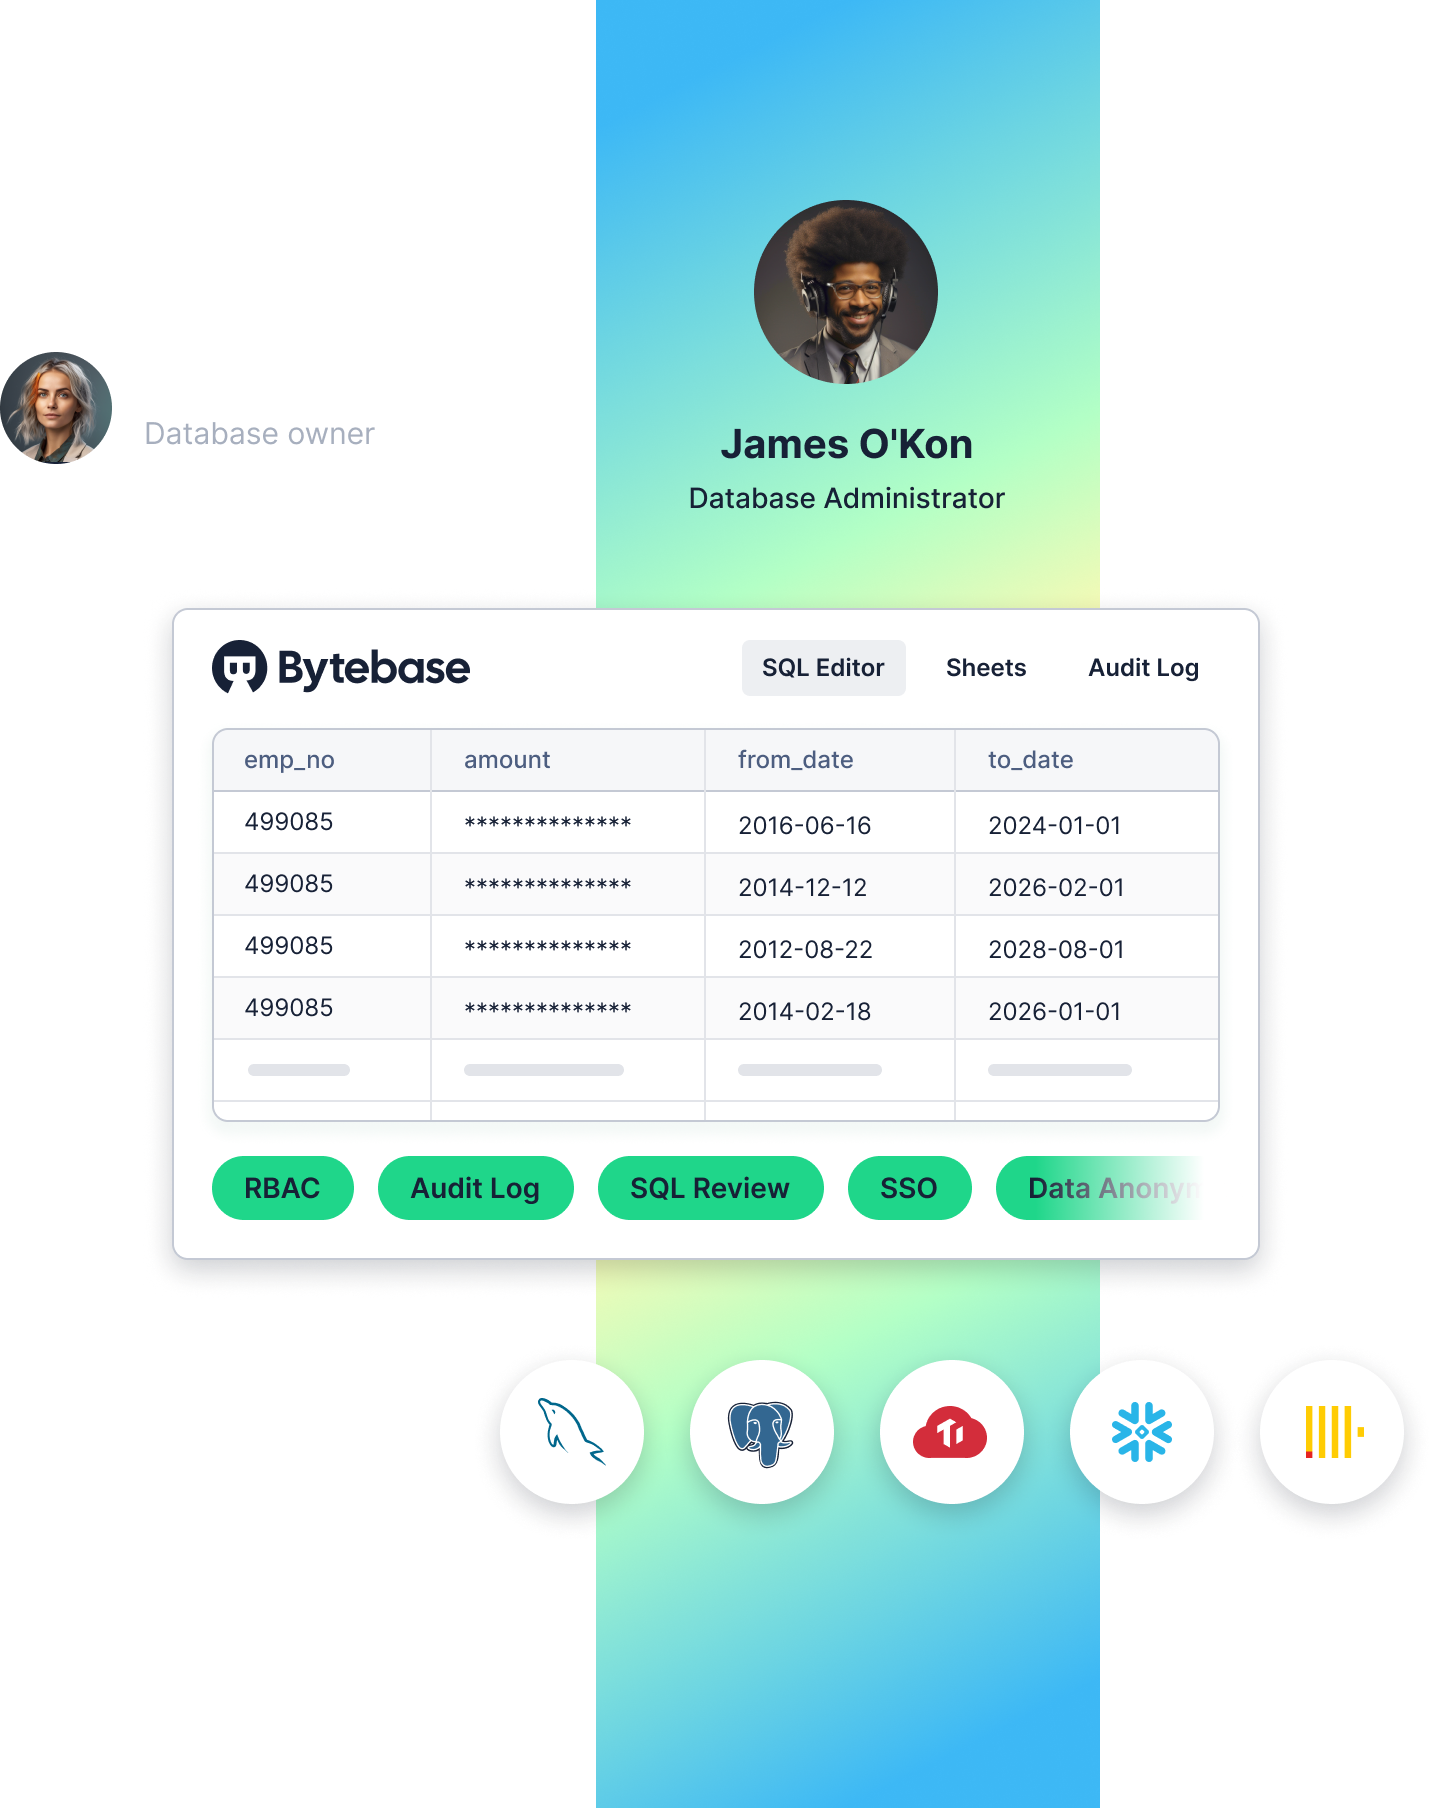 Database owner
James O'Kon
Database Administrator
Bytebase SQL Editor Sheets Audit Log
emp_no amount from_date to_date
499085 ************** 2016-06-16 2024-01-01
499085 ************** 2014-12-12 2026-02-01
499085 ************** 2012-08-22 2028-08-01
499085 ************** 2014-02-18 2026-01-01
RBAC Audit Log SQL Review SSO Data